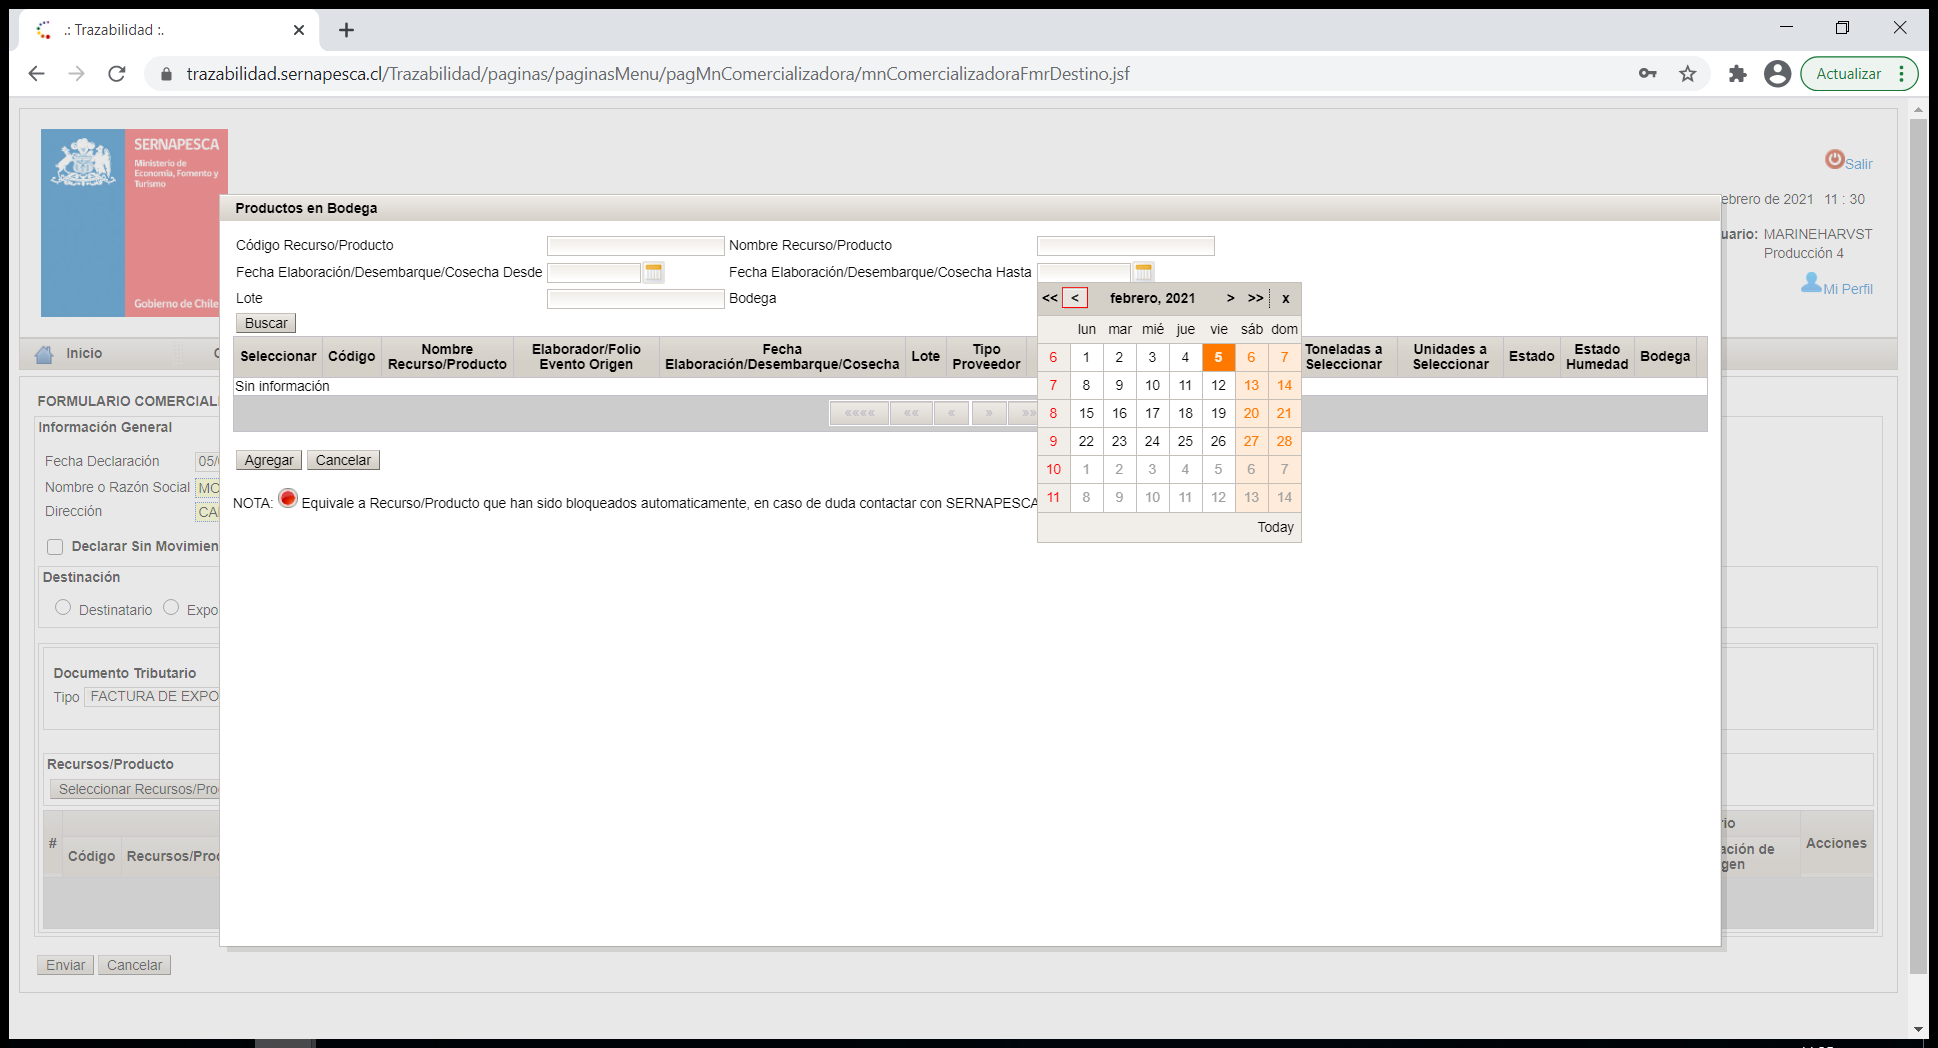 .: Trazabilidad :.
trazabilidad.sernapesca.cl/Trazabilidad/paginas/paginasMenu/pagMnComercializadora/mnComercializadoraFmrDestino.jsf
Actualizar
SERNAPESCA
Ministerio de
Economía, Fomento y
Turismo
Gobierno de Chile
Salir
ebrero de 2021 11 : 30
uario: MARINEHARVST
Producción 4
Mi Perfil
Inicio
Productos en Bodega
Código Recurso/Producto
Nombre Recurso/Producto
Fecha Elaboración/Desembarque/Cosecha Desde
Fecha Elaboración/Desembarque/Cosecha Hasta
Lote
Bodega
Buscar
Seleccionar
Código
Nombre
Recurso/Producto
Elaborador/Folio
Evento Origen
Fecha
Elaboración/Desembarque/Cosecha
Lote
Tipo
Proveedor
Toneladas a
Seleccionar
Unidades a
Seleccionar
Estado
Estado
Humedad
Bodega
Sin información
«««« «« « » »»
<< < febrero, 2021 > >> x
lun mar mié jue vie sáb dom
6 1 2 3 4 5 6 7
7 8 9 10 11 12 13 14
8 15 16 17 18 19 20 21
9 22 23 24 25 26 27 28
10 1 2 3 4 5 6 7
11 8 9 10 11 12 13 14
Today
Agregar
Cancelar
NOTA: Equivale a Recurso/Producto que han sido bloqueados automaticamente, en caso de duda contactar con SERNAPESCA
FORMULARIO COMERCIALI
Información General
Fecha Declaración 05/
Nombre o Razón Social MO
Dirección CA
Declarar Sin Movimien
Destinación
Destinatario Expo
Documento Tributario
Tipo FACTURA DE EXPO
Recursos/Producto
Seleccionar Recursos/Pro
#
Código
Recursos/Prod
io
ación de
gen
Acciones
Enviar
Cancelar